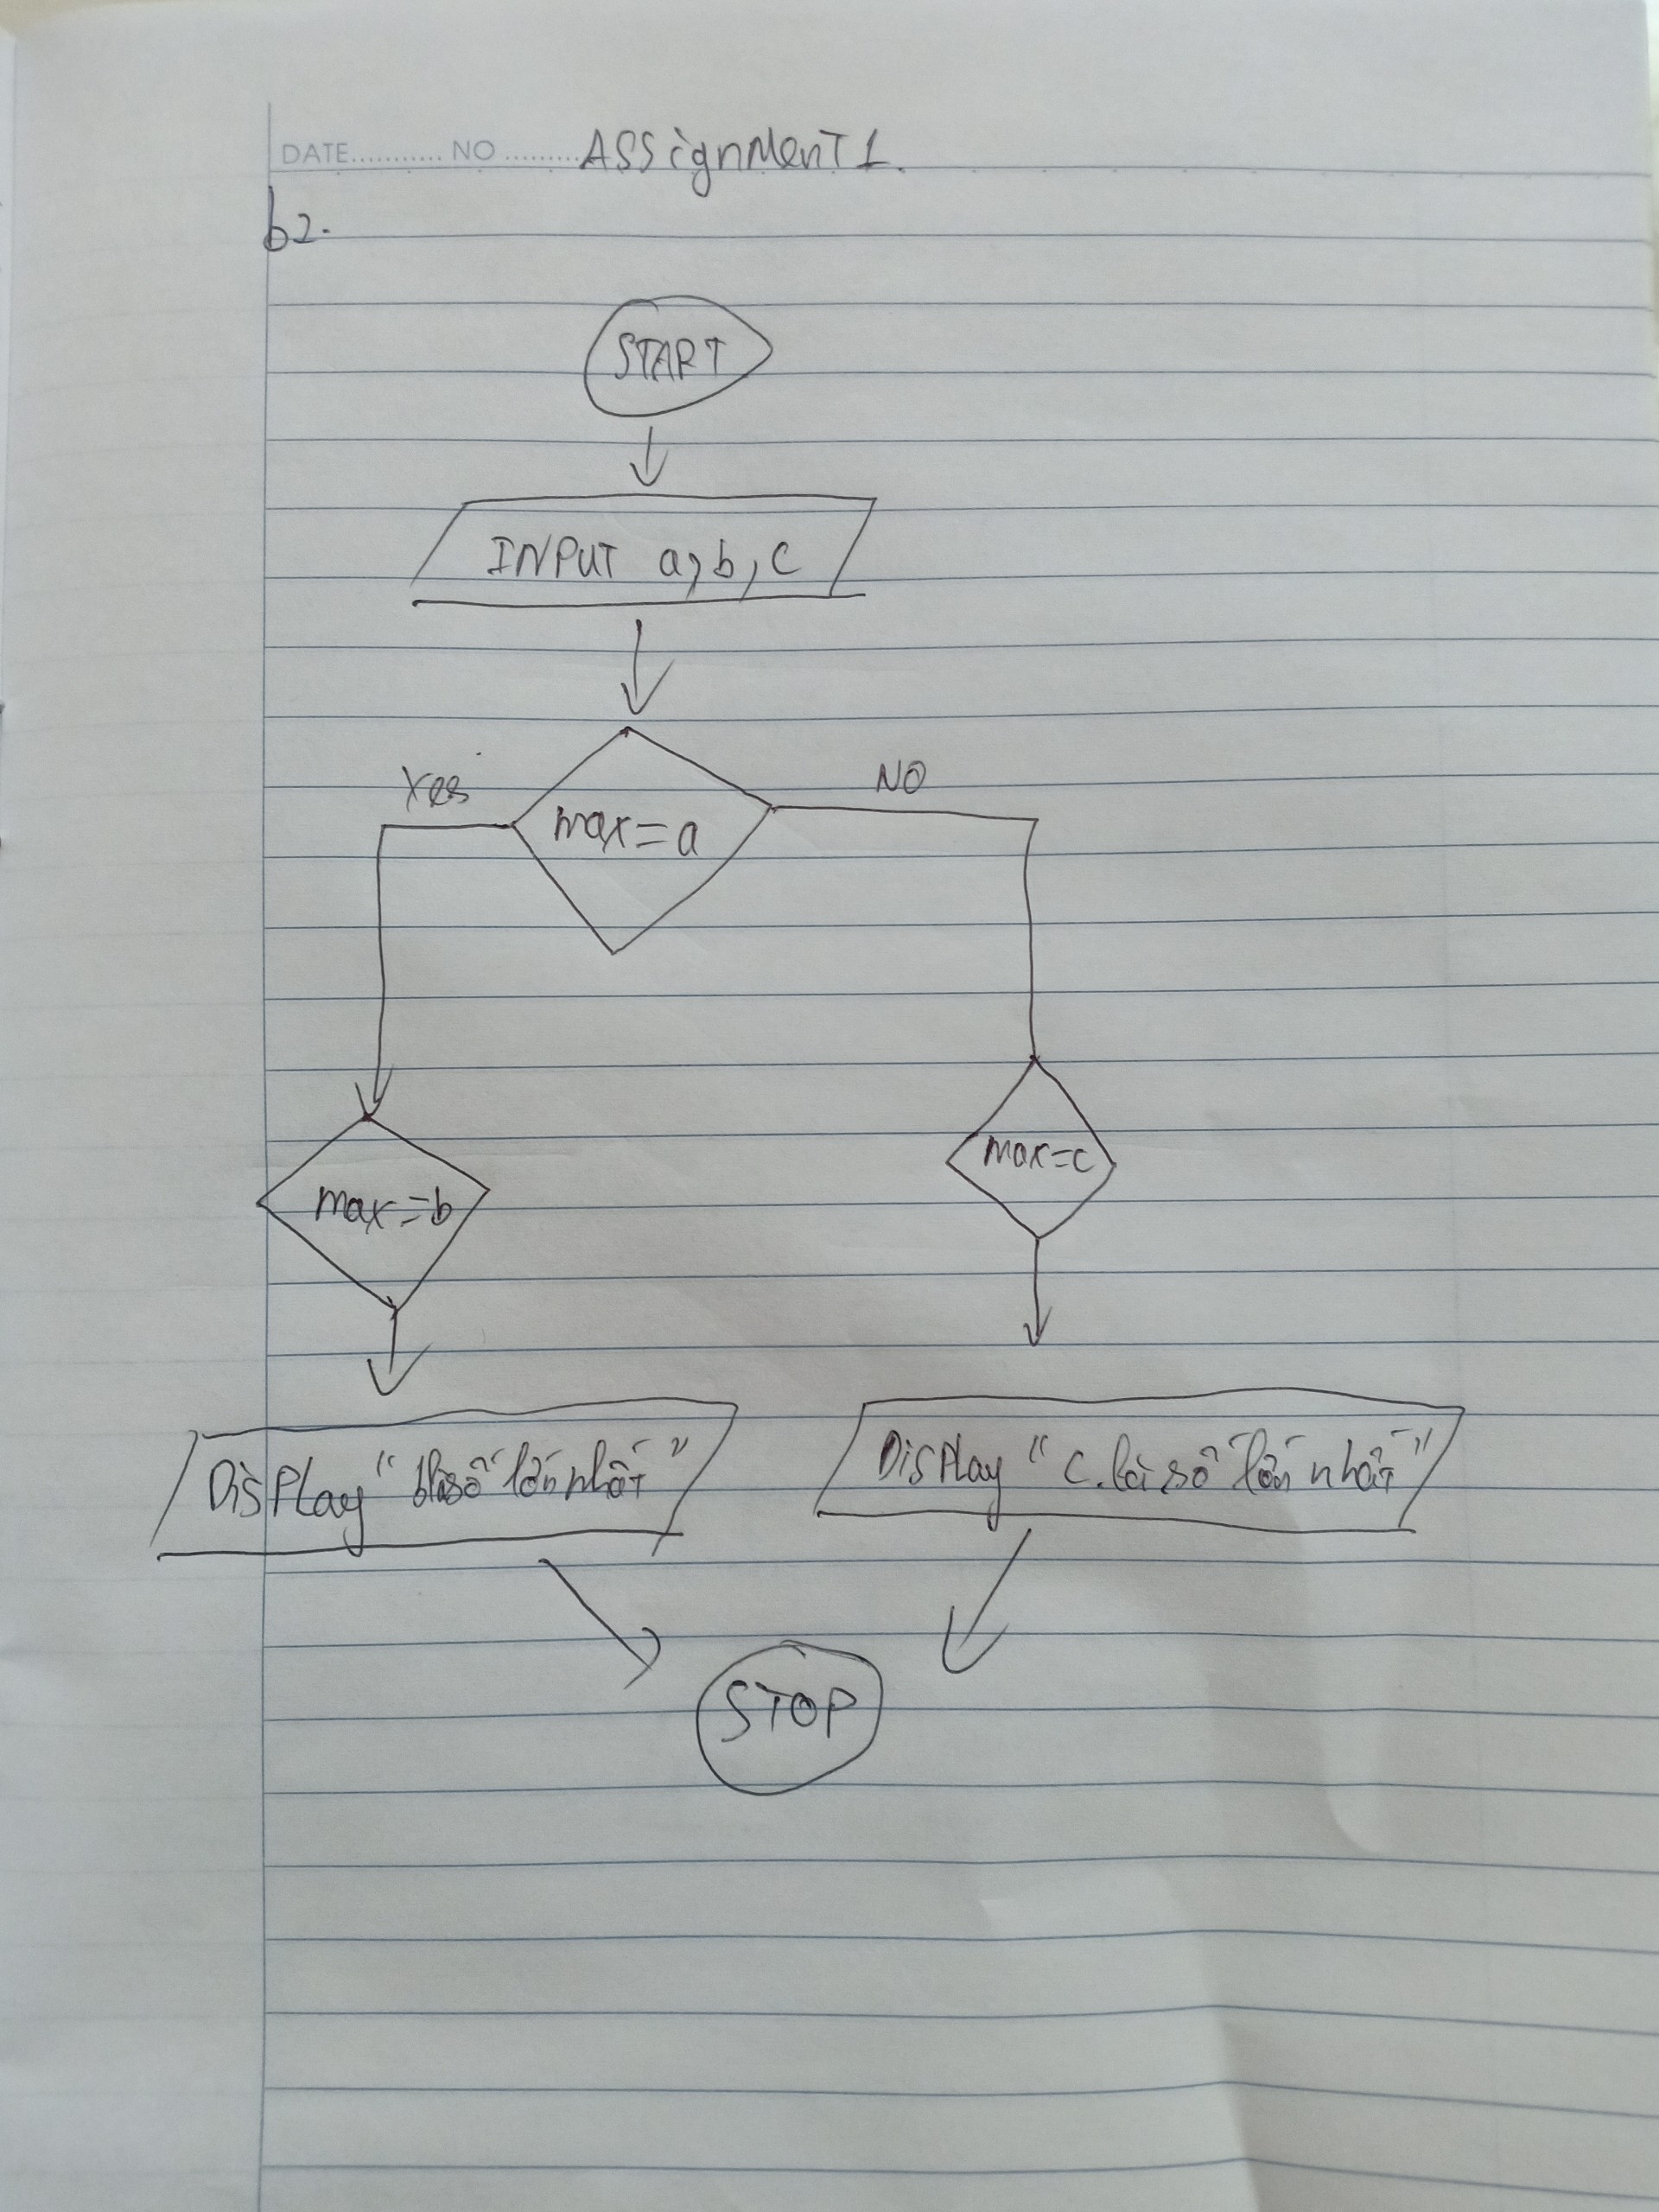 DATE........... NO ......... ASSignMenT 1.
b2.
START
INPUT a, b, c
Yes
NO
max = a
max = c
max = b
DisPlay " b là số lớn nhất "
DisPlay " c là số lớn nhất "
STOP